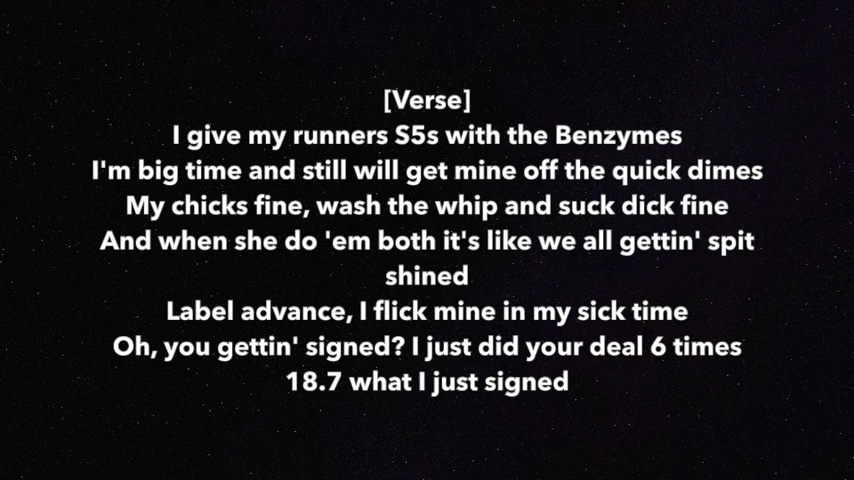 [Verse]
I give my runners S5s with the Benzymes
I'm big time and still will get mine off the quick dimes
My chicks fine, wash the whip and suck dick fine
And when she do 'em both it's like we all gettin' spit
shined
Label advance, I flick mine in my sick time
Oh, you gettin' signed? I just did your deal 6 times
18.7 what I just signed